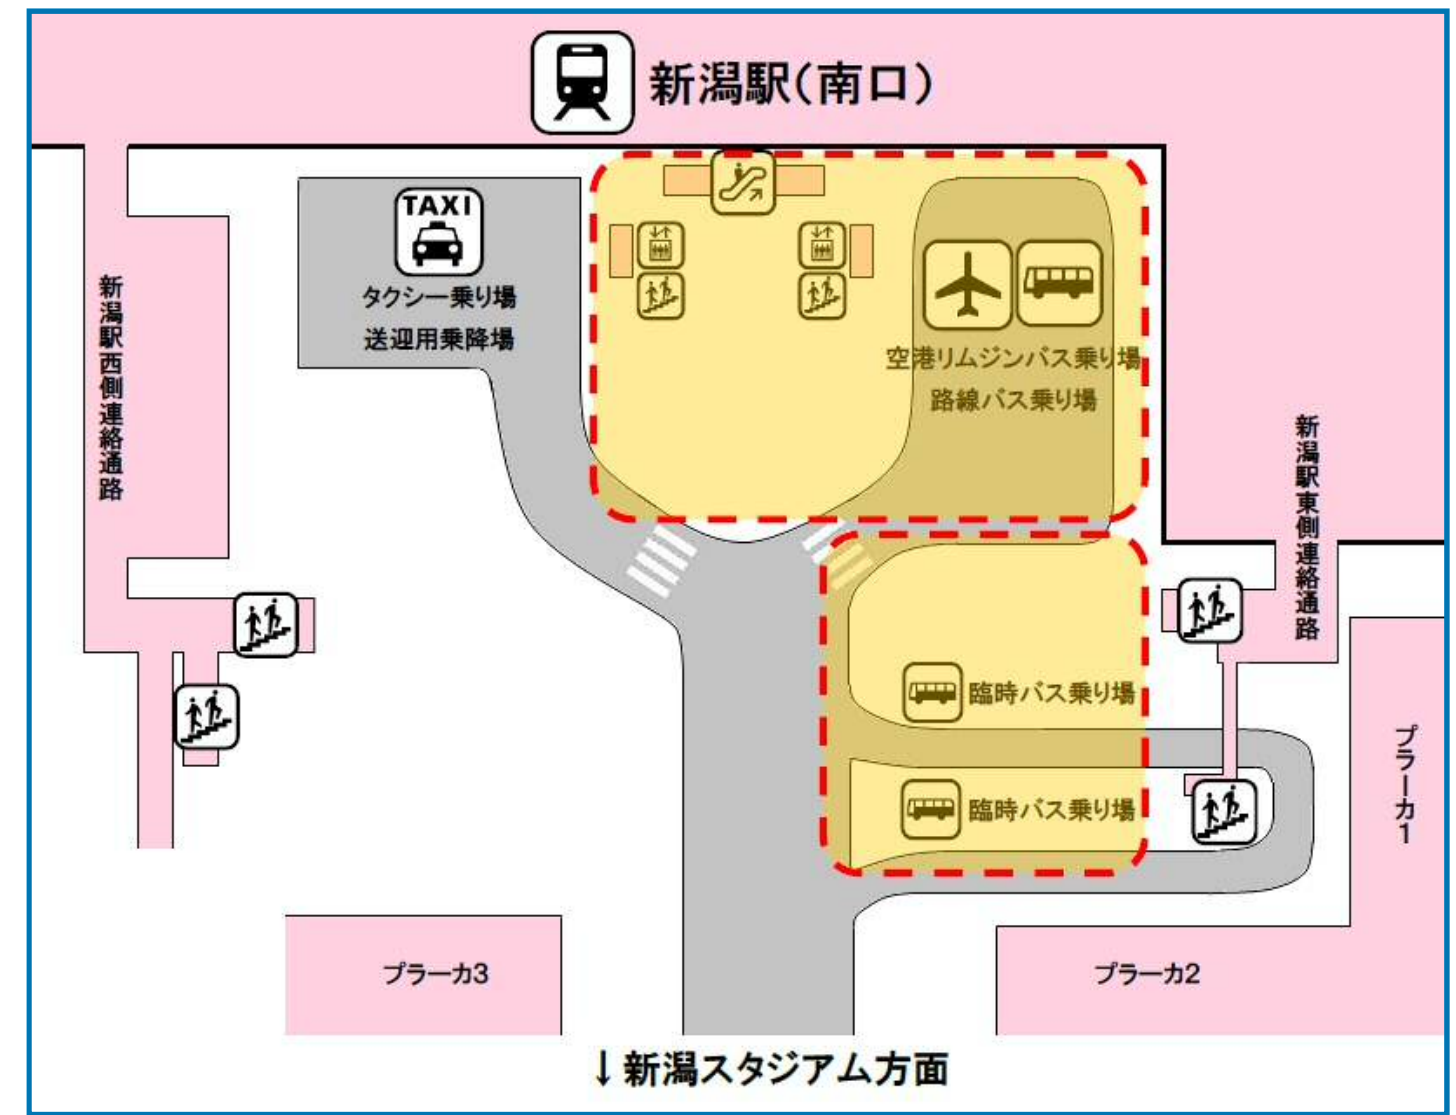 新潟駅（南口）
TAXI
タクシー乗り場
送迎用乗降場
空港リムジンバス乗り場
路線バス乗り場
新潟駅西側連絡通路
新潟駅東側連絡通路
臨時バス乗り場
臨時バス乗り場
プラーカ1
プラーカ3
プラーカ2
↓新潟スタジアム方面